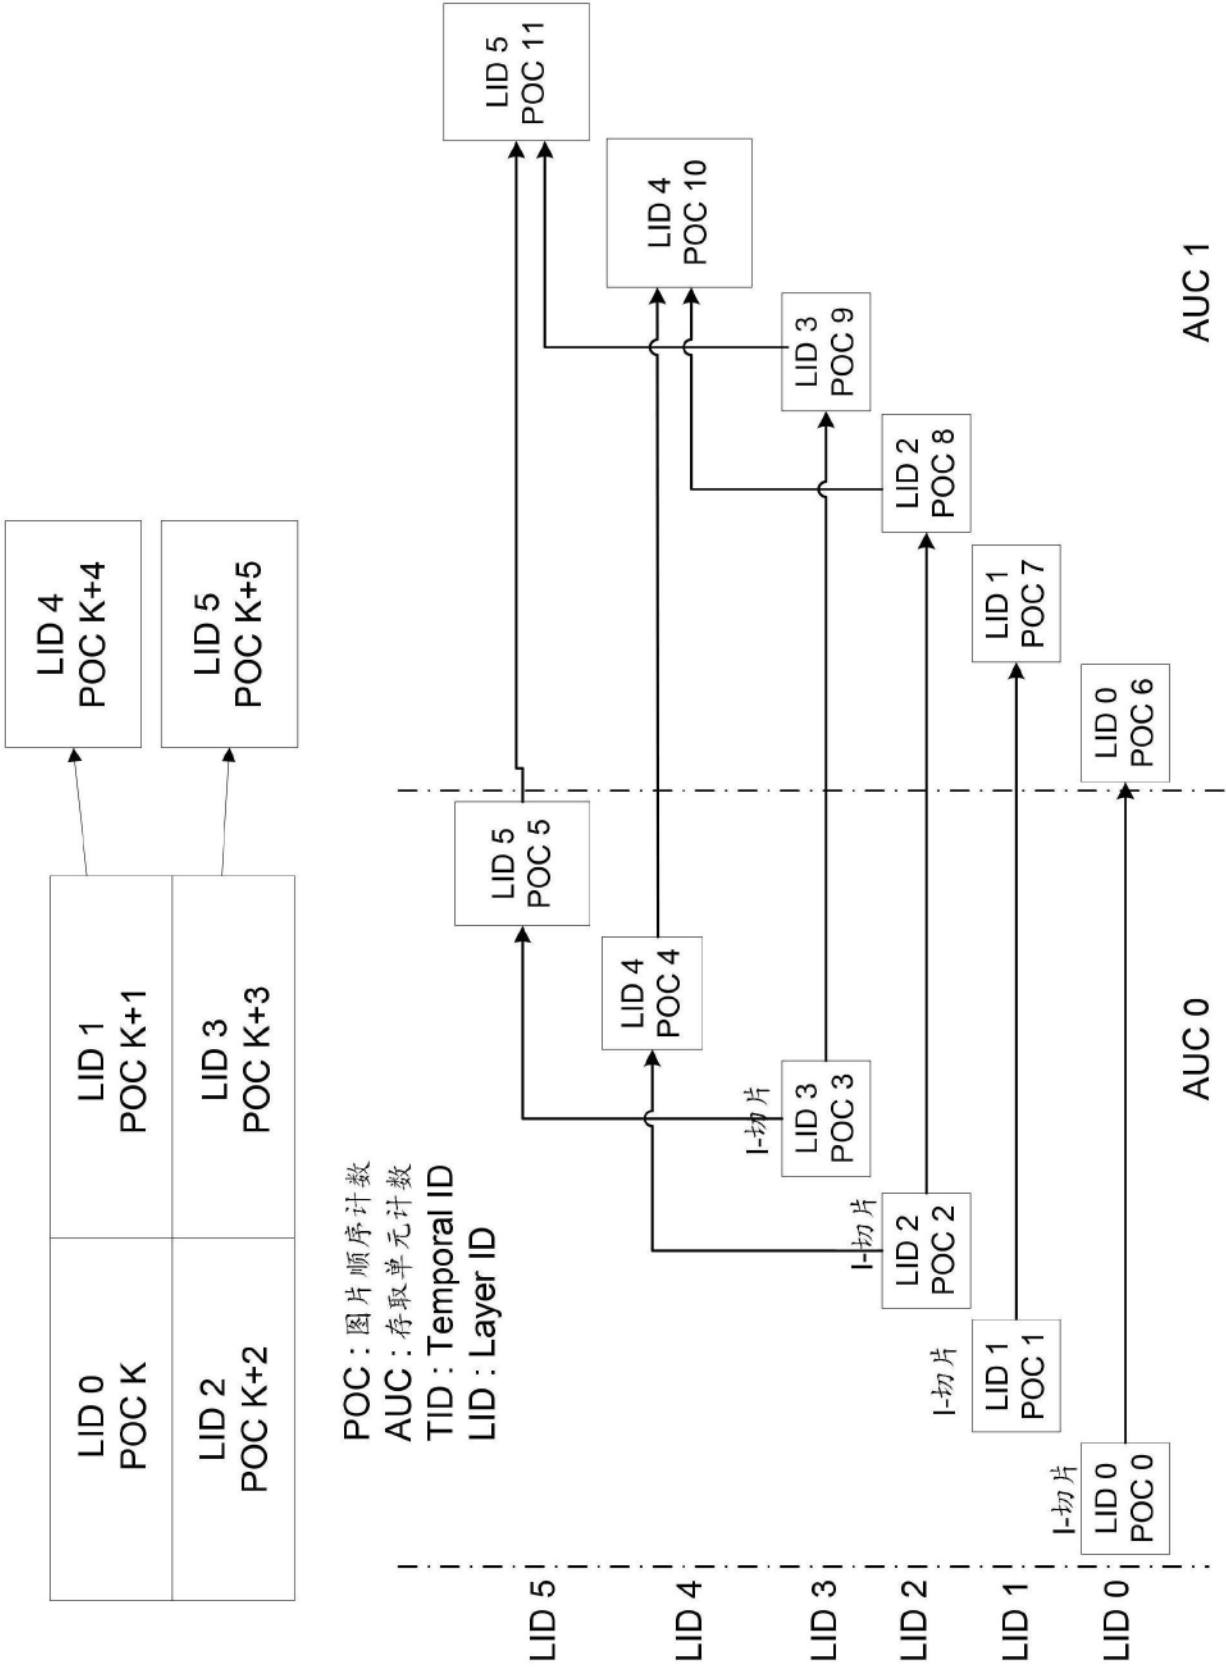 LID 0
POC K
LID 1
POC K+1
LID 2
POC K+2
LID 3
POC K+3
LID 4
POC K+4
LID 5
POC K+5
POC : 图片顺序计数
AUC : 存取单元计数
TID : Temporal ID
LID : Layer ID
LID 5
LID 5
POC 5
LID 5
POC 11
LID 4
LID 4
POC 4
LID 4
POC 10
LID 3
I-切片
LID 3
POC 3
LID 3
POC 9
LID 2
I-切片
LID 2
POC 2
LID 2
POC 8
LID 1
I-切片
LID 1
POC 1
LID 1
POC 7
LID 0
I-切片
LID 0
POC 0
LID 0
POC 6
AUC 0
AUC 1